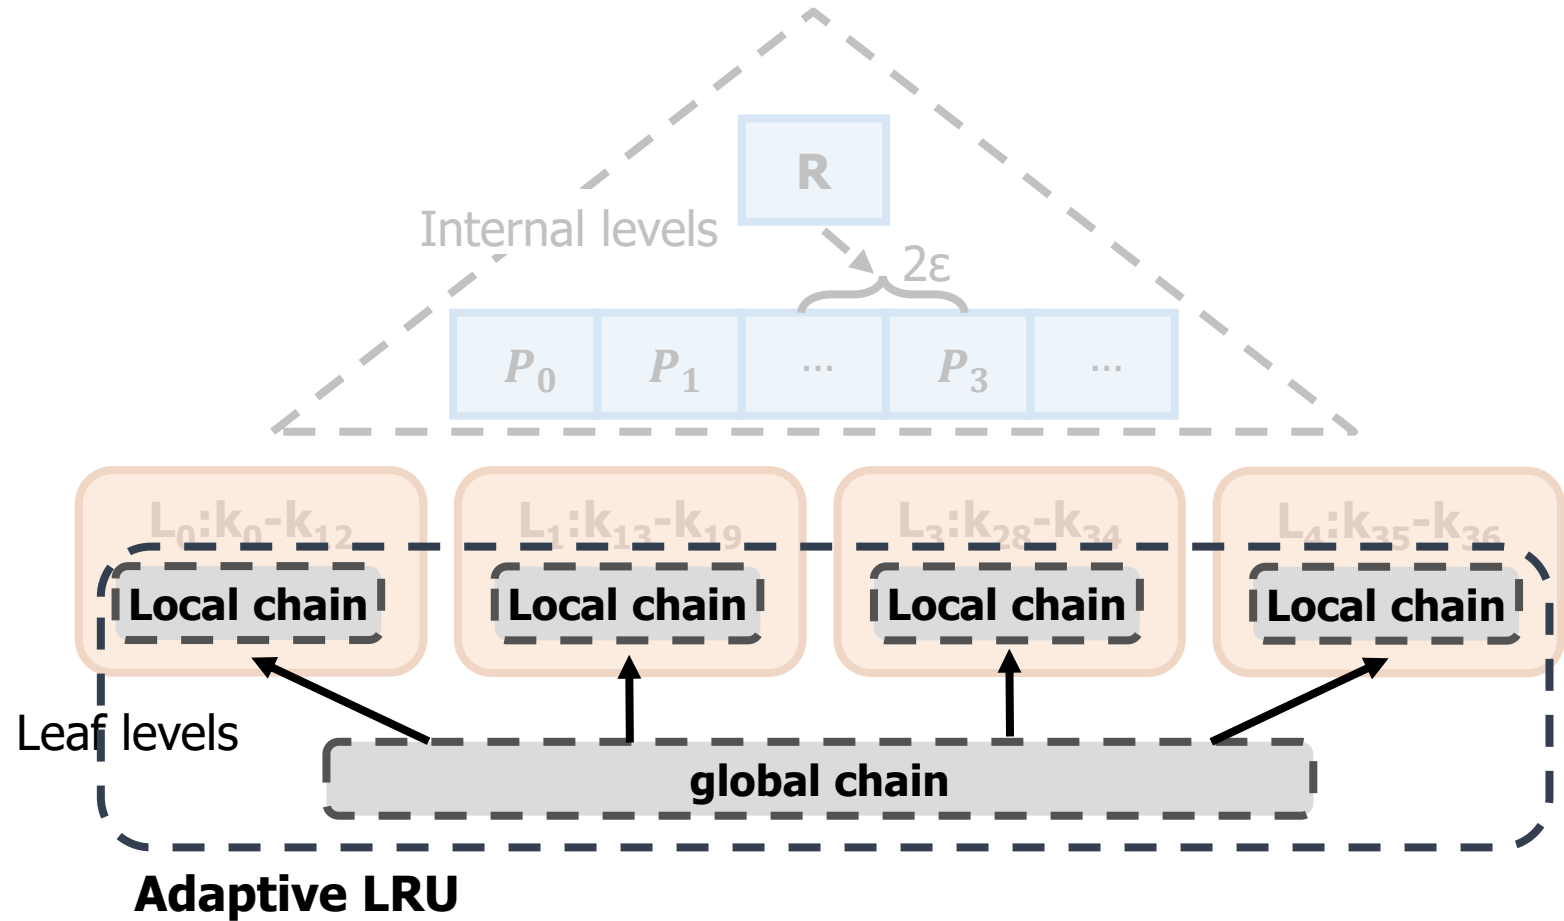 R
Internal levels
2ε
P₀ P₁ ... P₃ ...
L₀:k₀-k₁₂ L₁:k₁₃-k₁₉ L₃:k₂₈-k₃₄ L₄:k₃₅-k₃₆
Local chain Local chain Local chain Local chain
Leaf levels
global chain
Adaptive LRU